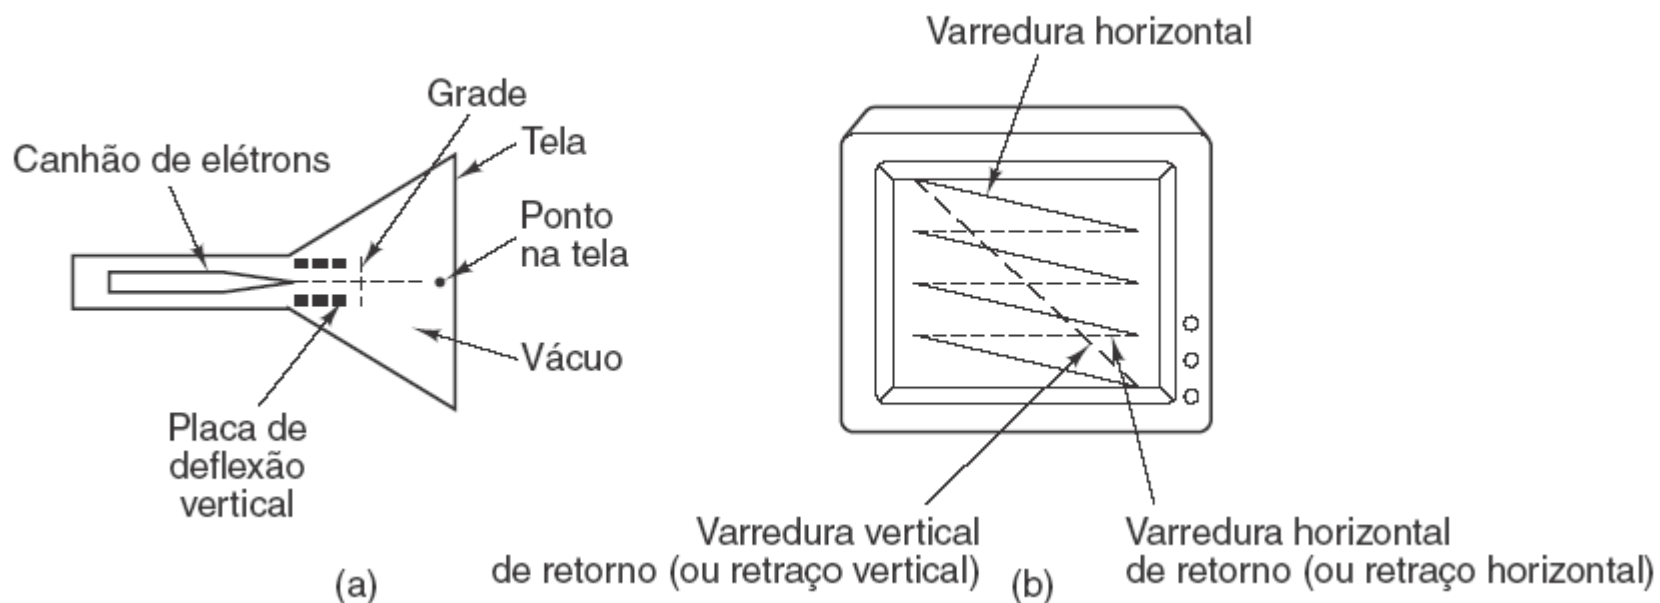 Canhão de elétrons
Grade
Tela
Ponto
na tela
Vácuo
Placa de
deflexão
vertical
(a)
Varredura horizontal
Varredura vertical
de retorno (ou retraço vertical)
Varredura horizontal
de retorno (ou retraço horizontal)
(b)